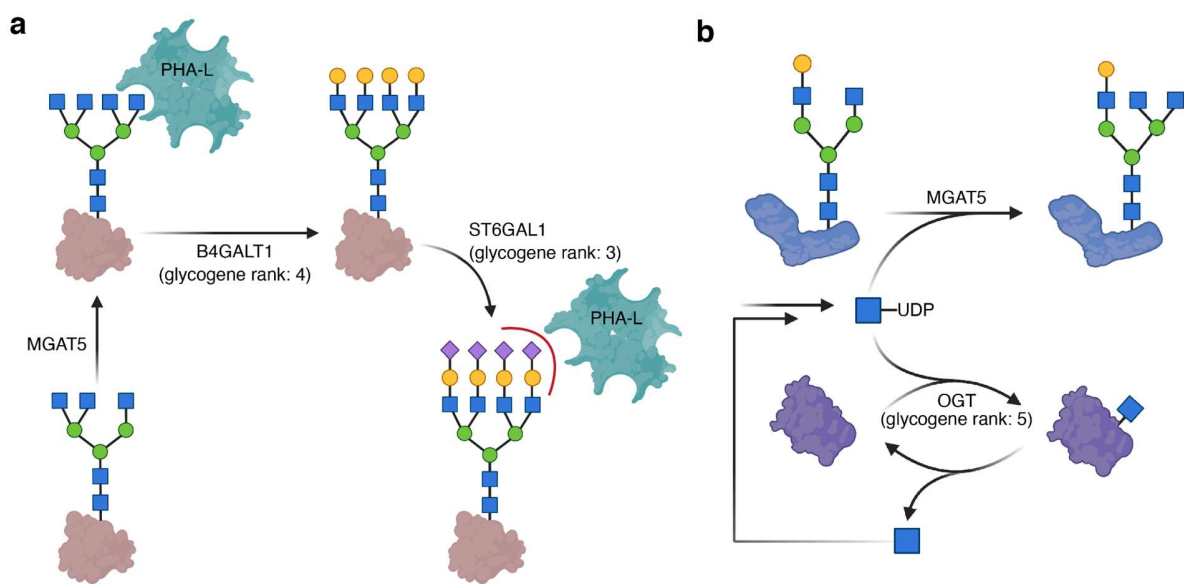 a
PHA-L
B4GALT1
(glycogene rank: 4)
ST6GAL1
(glycogene rank: 3)
PHA-L
MGAT5
b
MGAT5
UDP
OGT
(glycogene rank: 5)